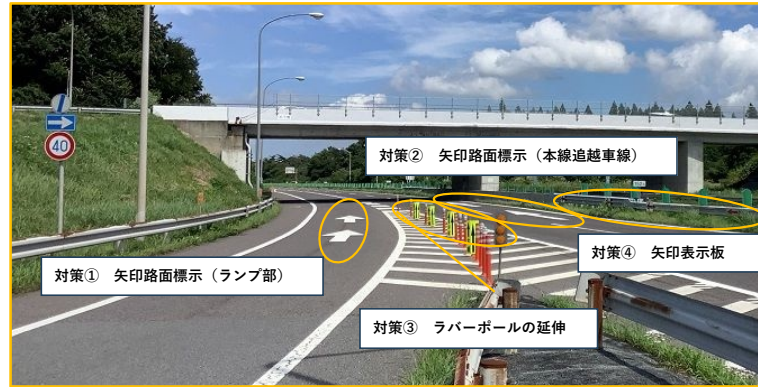 40
対策② 矢印路面標示（本線追越車線）
対策④ 矢印表示板
対策① 矢印路面標示（ランプ部）
対策③ ラバーポールの延伸